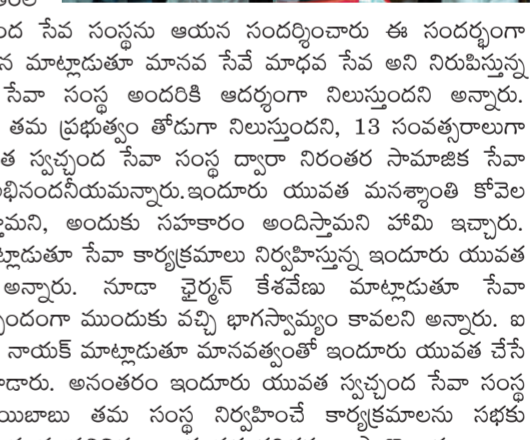 ంద సేవ సంస్థను ఆయన సందర్శించారు ఈ సందర్భంగా
న మాట్లాడుతూ మానవ సేవే మాధవ సేవ అని నిరుపిస్తున్న
సేవా సంస్థ అందరికి ఆదర్శంగా నిలుస్తుందని అన్నారు.
తమ ప్రభుత్వం తోడుగా నిలుస్తుందని, 13 సంవత్సరాలుగా
త స్వచ్ఛంద సేవా సంస్థ ద్వారా నిరంతర సామాజిక సేవా
భినందనీయమన్నారు.ఇందూరు యువత మనశ్శాంతి కోవెల
్తామని, అందుకు సహకారం అందిస్తామని హామి ఇచ్చారు.
ట్లాడుతూ సేవా కార్యక్రమాలు నిర్వహిస్తున్న ఇందూరు యువత
అన్నారు. నూడా ఛైర్మన్ కేశవేణు మాట్లాడుతూ సేవా
్ఛందంగా ముందుకు వచ్చి భాగస్వామ్యం కావలని అన్నారు. ఐ
నాయక్ మాట్లాడుతూ మానవత్వంతో ఇందూరు యువత చేసే
డారు. అనంతరం ఇందూరు యువత స్వచ్ఛంద సేవా సంస్థ
యిబాబు తమ సంస్థ నిర్వహించే కార్యక్రమాలను సభకు